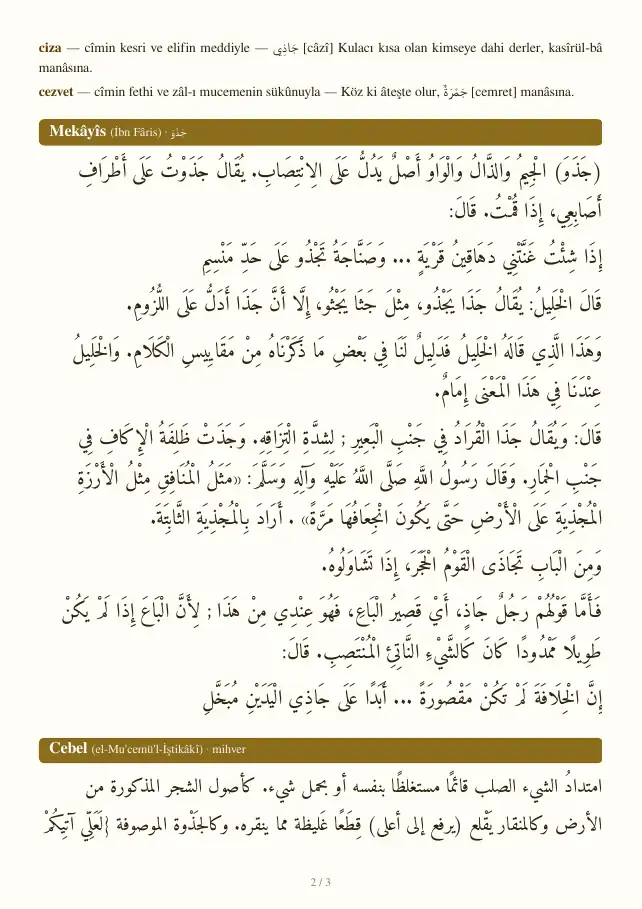 ciza — cîmin kesri ve elifin meddiyle — جَاذِي [câzî] Kulacı kısa olan kimseye dahi derler, kasîrül-bâ
manâsına.
cezvet — cîmin fethi ve zâl-ı mucemenin sükûnuyla — Köz ki âteşte olur, جَمْرَةٌ [cemret] manâsına.
Mekâyîs (İbn Fâris) · جَذَوَ
(جَذَوَ) الْجِيمُ وَالذَّالُ وَالْوَاوُ أَصْلٌ يَدُلُّ عَلَى الِانْتِصَابِ. يُقَالُ جَذَوْتُ عَلَى أَطْرَافِ
أَصَابِعِي، إِذَا قُمْتُ. قَالَ:
إِذَا شِئْتُ غَنَّتْنِي دَهَاقِينُ قَرْيَةٍ ... وَصَنَّاجَةٌ تَجْذُو عَلَى حَدِّ مَنْسِمِ
قَالَ الْخَلِيلُ: يُقَالُ جَذَا يَجْذُو، مِثْلَ جَثَا يَجْثُو، إِلَّا أَنَّ جَذَا أَدَلُّ عَلَى اللُّزُومِ.
وَهَذَا الَّذِي قَالَهُ الْخَلِيلُ فَدَلِيلٌ لَنَا فِي بَعْضِ مَا ذَكَرْنَاهُ مِنْ مَقَايِيسِ الْكَلَامِ. وَالْخَلِيلُ
عِنْدَنَا فِي هَذَا الْمَعْنَى إِمَامٌ.
قَالَ: وَيُقَالُ جَذَا الْقُرَادُ فِي جَنْبِ الْبَعِيرِ ; لِشِدَّةِ الْتِزَاقِهِ. وَجَذَتْ ظَلِفَةُ الْإِكَافِ فِي
جَنْبِ الْحِمَارِ. وَقَالَ رَسُولُ اللَّهِ صَلَّى اللَّهُ عَلَيْهِ وَآلِهِ وَسَلَّمَ: «مَثَلُ الْمُنَافِقِ مِثْلُ الْأَرْزَةِ
الْمُجْذِيَةِ عَلَى الْأَرْضِ حَتَّى يَكُونَ انْجِعَافُهَا مَرَّةً» . أَرَادَ بِالْمُجْذِيَةِ الثَّابِتَةَ.
وَمِنَ الْبَابِ تَجَاذَى الْقَوْمُ الْحَجَرَ، إِذَا تَشَاوَلُوهُ.
فَأَمَّا قَوْلُهُمْ رَجُلٌ جَاذٍ، أَيْ قَصِيرُ الْبَاعِ، فَهُوَ عِنْدِي مِنْ هَذَا ; لِأَنَّ الْبَاعَ إِذَا لَمْ يَكُنْ
طَوِيلًا مَمْدُودًا كَانَ كَالشَّيْءِ النَّاتِئِ الْمُنْتَصِبِ. قَالَ:
إِنَّ الْخِلَافَةَ لَمْ تَكُنْ مَقْصُورَةً ... أَبَدًا عَلَى جَاذِي الْيَدَيْنِ مُبَخَّلِ
Cebel (el-Mu'cemü'l-İştikâkî) · mihver
امتدادُ الشيء الصلب قائمًا مستغلظًا بنفسه أو بحمل شيء. كأصول الشجر المذكورة من
الأرض وكالمنقار يَقْلع (يرفع إلى أعلى) قِطَعًا غَليظة مما ينقره. وكالجَذْوة الموصوفة {لَعَلِّي آتِيكُمْ
2 / 3